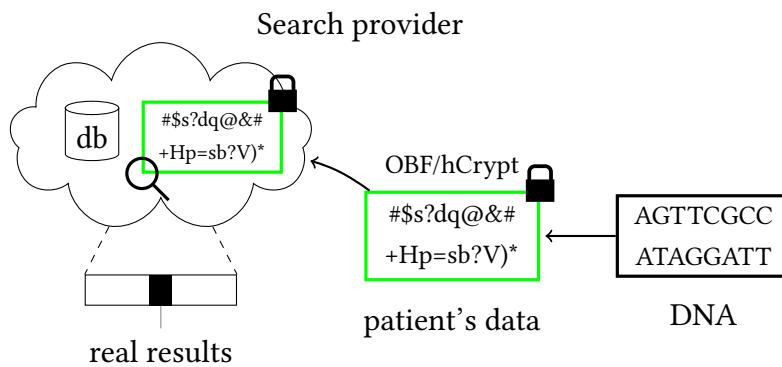 Search provider
db
#$s?dq@&#
+Hp=sb?V)*
OBF/hCrypt
#$s?dq@&#
+Hp=sb?V)*
AGTTCGCC
ATAGGATT
patient's data
DNA
real results